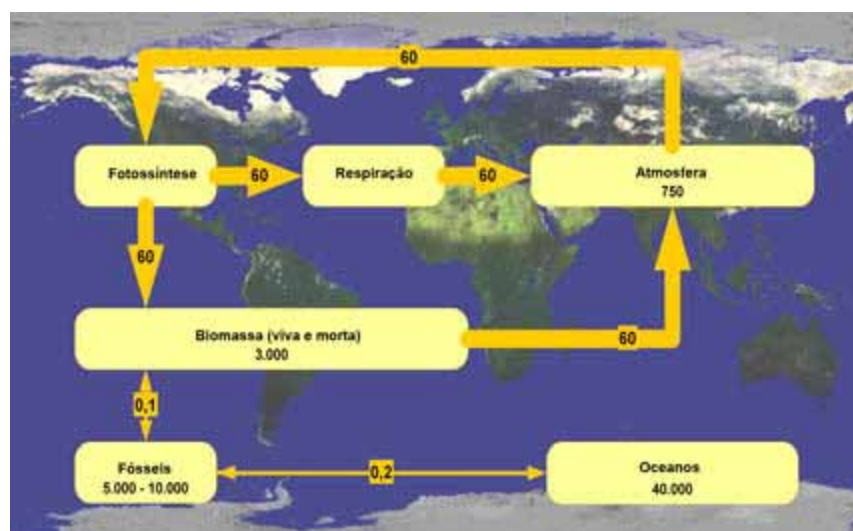 60
Fotossíntese
60
Respiração
60
Atmosfera
750
60
Biomassa (viva e morta)
3.000
60
0,1
Fósseis
5.000 - 10.000
0,2
Oceanos
40.000